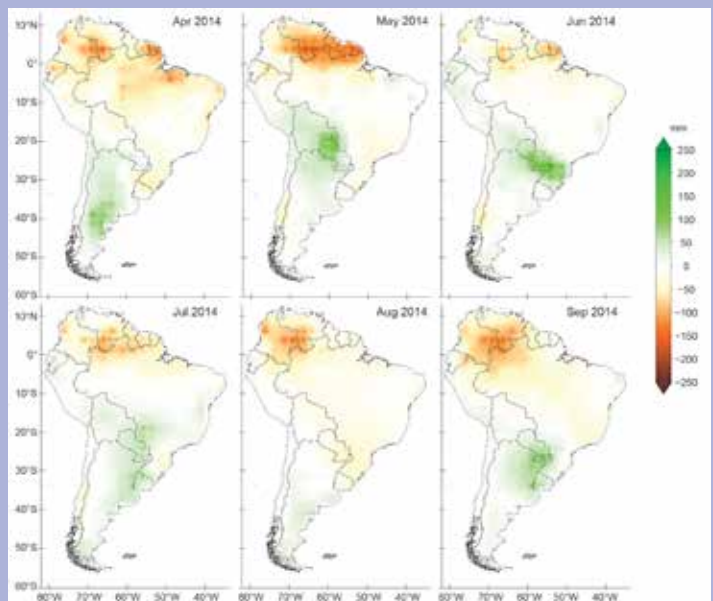 Apr 2014
May 2014
Jun 2014
10°N
0°
10°S
20°S
30°S
40°S
50°S
60°S
Jul 2014
Aug 2014
Sep 2014
10°N
0°
10°S
20°S
30°S
40°S
50°S
60°S
80°W 70°W 60°W 50°W 40°W
80°W 70°W 60°W 50°W 40°W
80°W 70°W 60°W 50°W 40°W
mm
250
200
150
100
50
0
-50
-100
-150
-200
-250